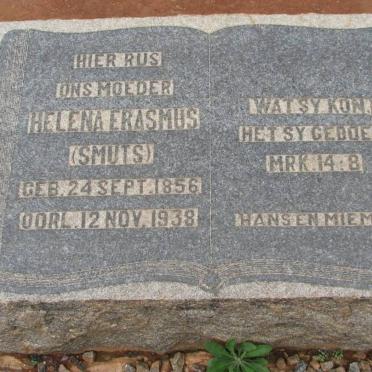 HIER RUS
ONS MOEDER
HELENA ERASMUS
(SMUTS)
GEB. 24 SEPT. 1856
OORL. 12 NOV. 1938
WAT SY KON,
HET SY GEDOE
MRK. 14:8
HANS EN MIEM